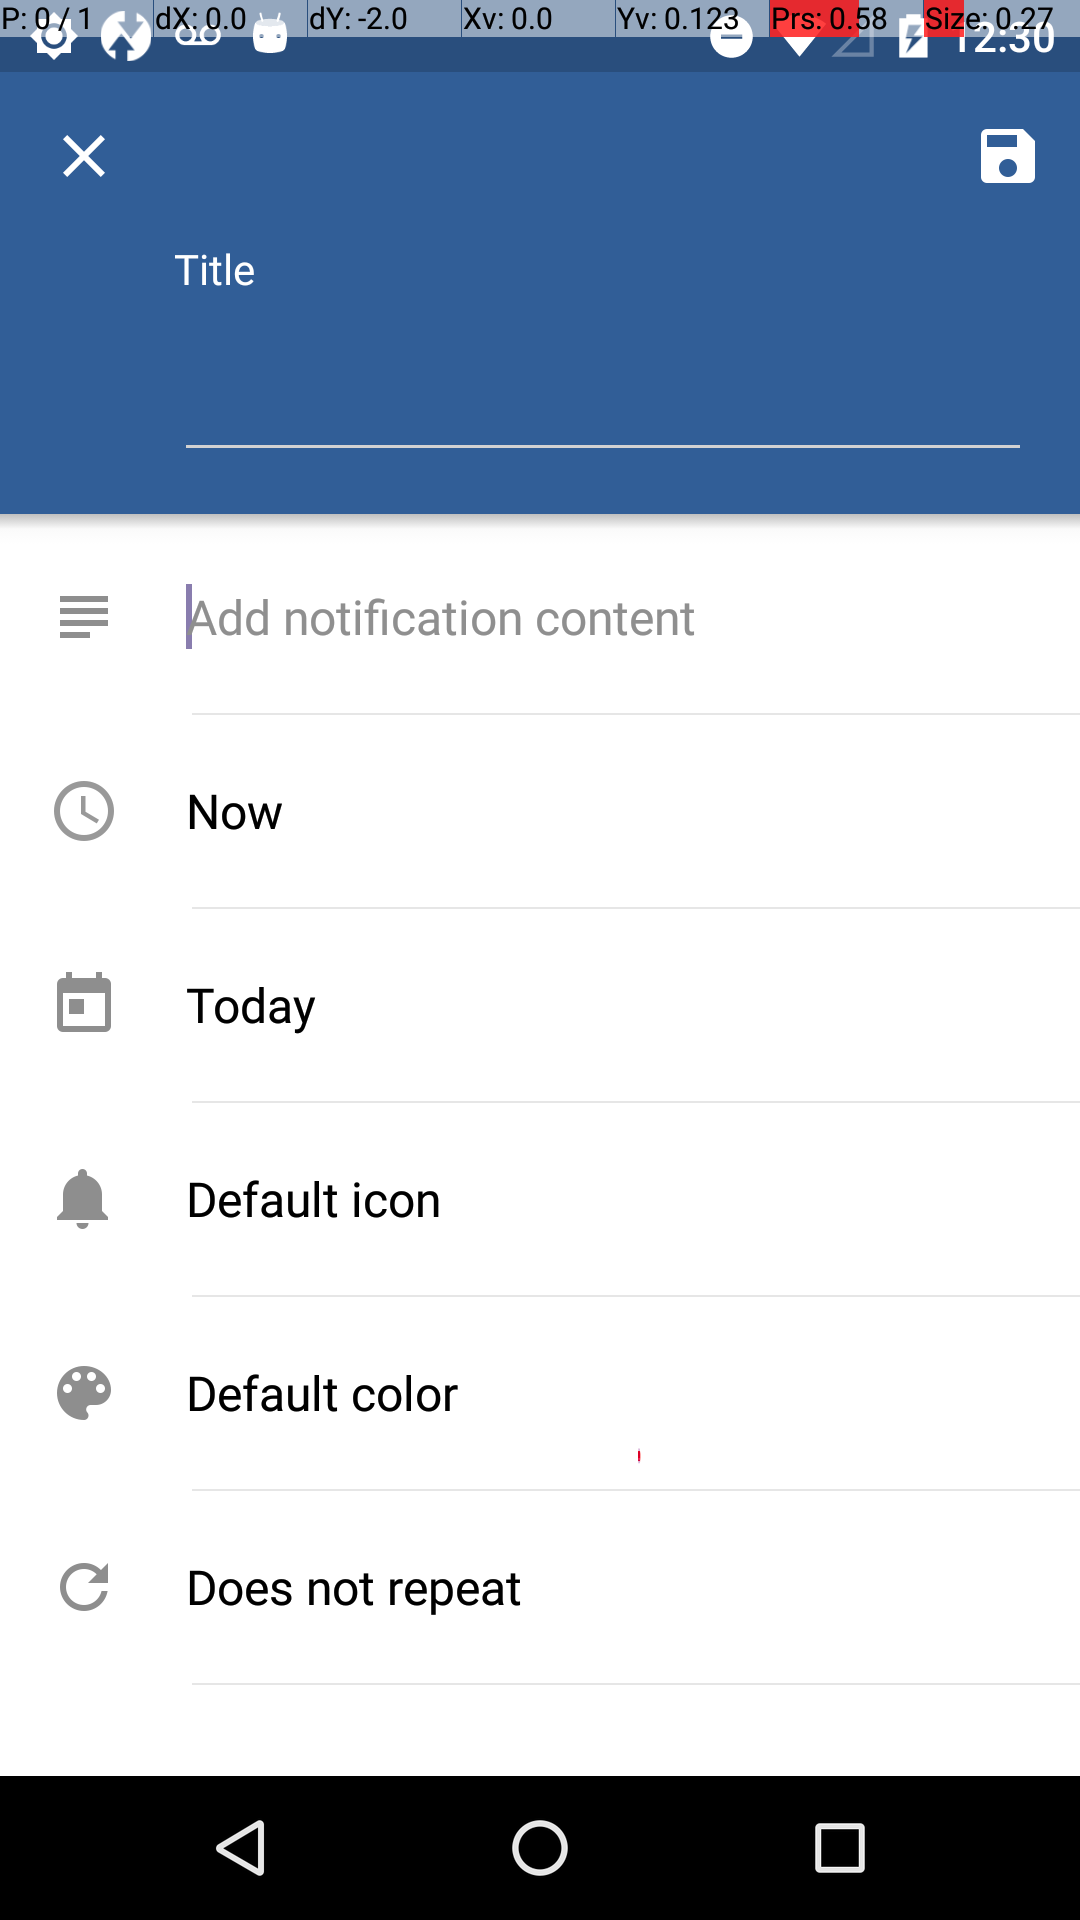 P: 0 / 1 dX: 0.0 dY: -2.0 Xv: 0.0 Yv: 0.123 Prs: 0.58 Size: 0.27
12:30
Title
Add notification content
Now
Today
Default icon
Default color
Does not repeat